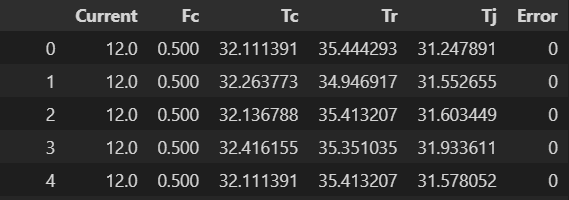 Current Fc Tc Tr Tj Error
0 12.0 0.500 32.111391 35.444293 31.247891 0
1 12.0 0.500 32.263773 34.946917 31.552655 0
2 12.0 0.500 32.136788 35.413207 31.603449 0
3 12.0 0.500 32.416155 35.351035 31.933611 0
4 12.0 0.500 32.111391 35.413207 31.578052 0